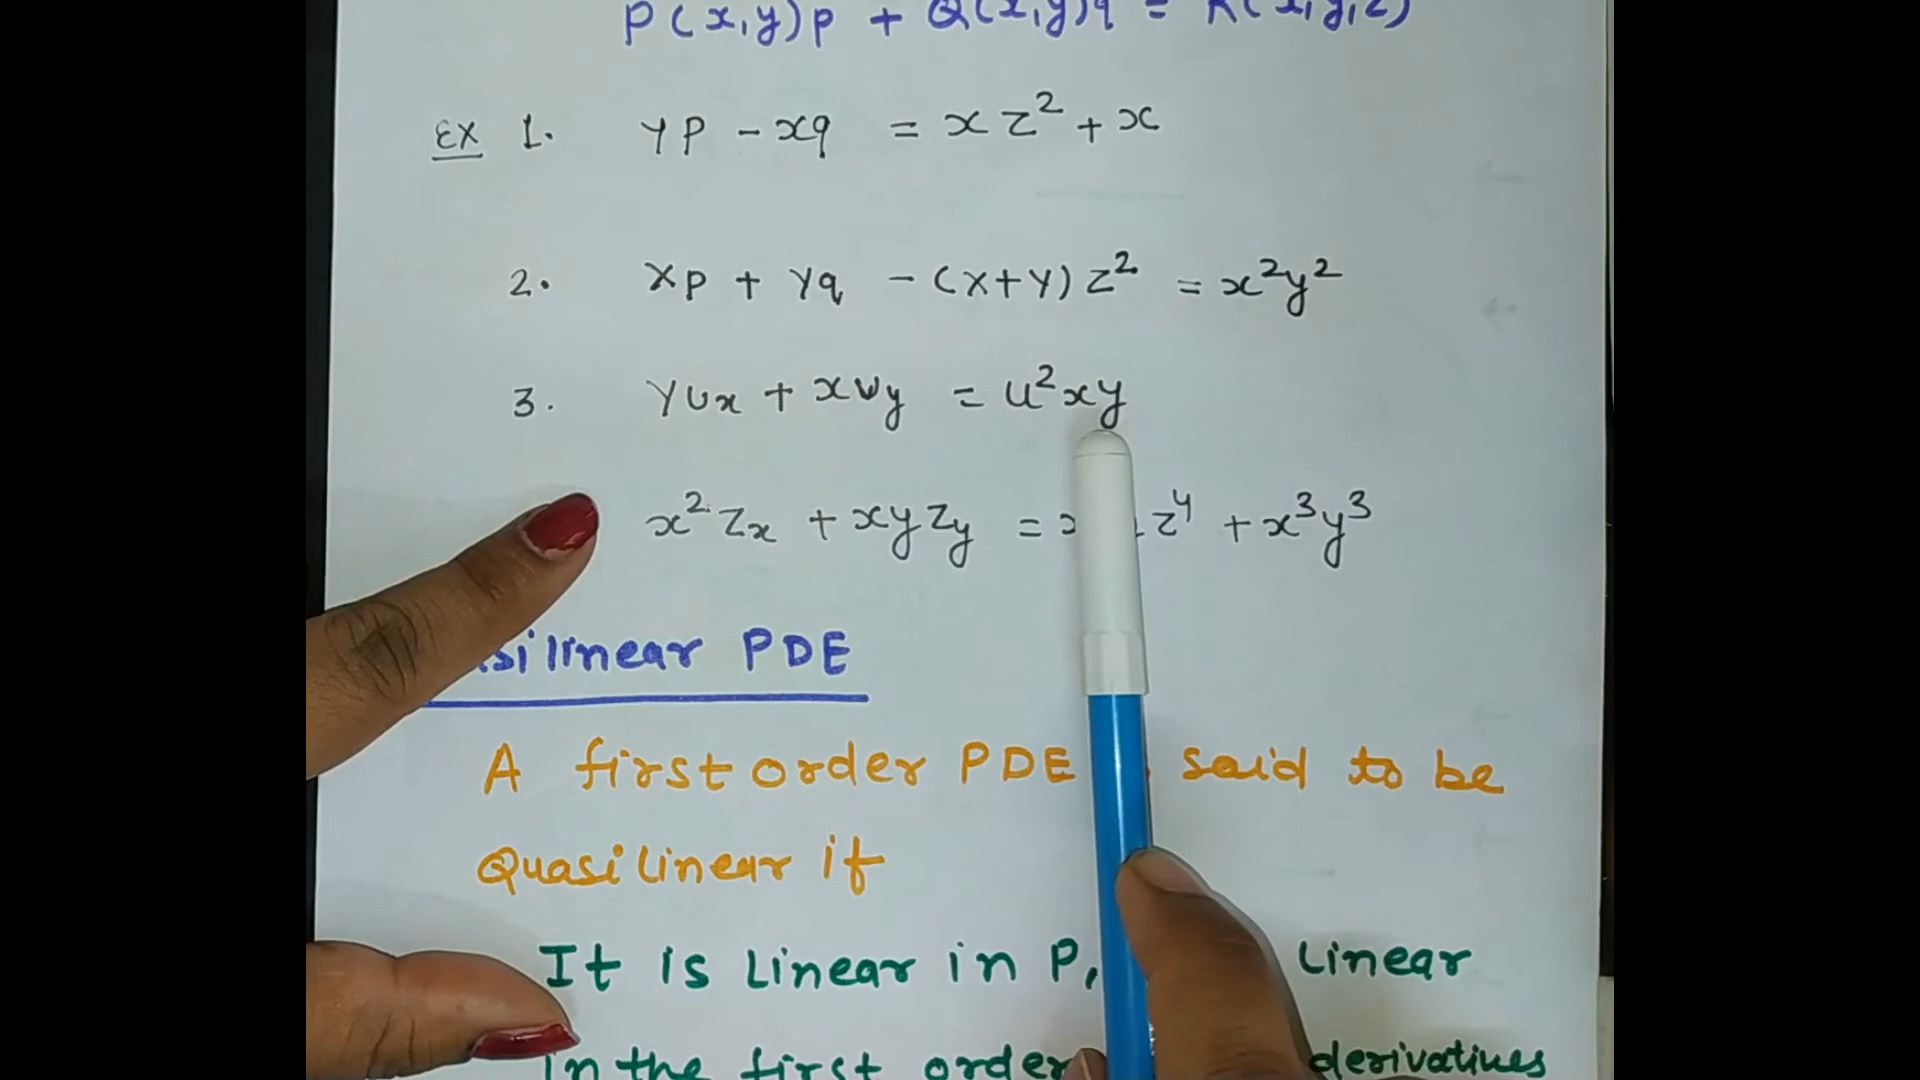 P(x,y)p + Q(x,y)q = R(x,y,z)
Ex 1. yp - xq = xz² + x
2. xp + yq - (x+y)z² = x²y²
3. yux + xuy = u²xy
x²zx + xyzy = z⁴ + x³y³
silinear PDE
A first order PDE said to be
Quasilinear if
It is Linear in P, Linear
in the first order derivatives